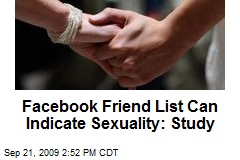 Facebook Friend List Can
Indicate Sexuality: Study
Sep 21, 2009 2:52 PM CDT